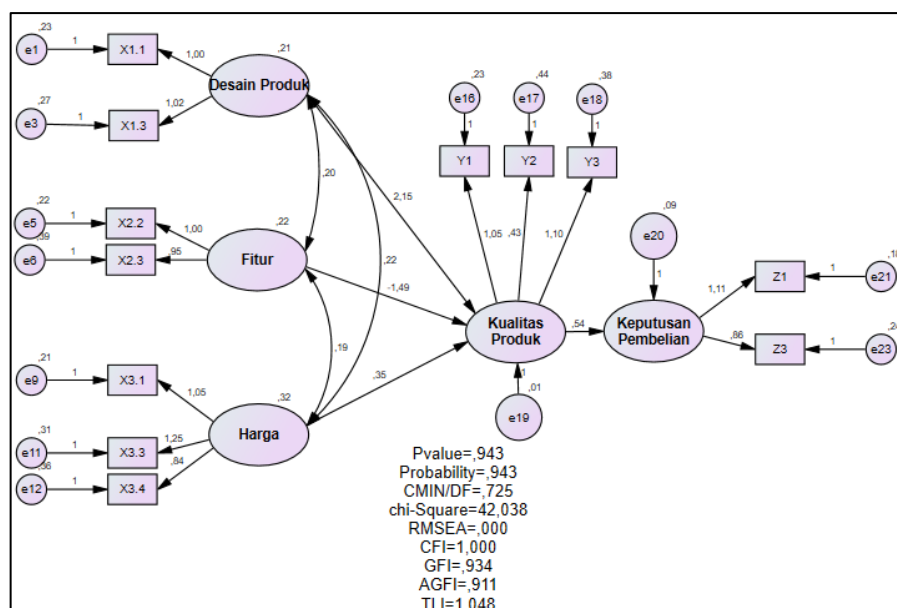 ,23
e1
1
X1.1
1,00
,21
Desain Produk
,27
e3
1
X1.3
1,02
,23
e16
1
Y1
,44
e17
1
Y2
,38
e18
1
Y3
,20
2,15
,22
e5
1
X2.2
1,00
,22
Fitur
,39
e6
1
X2.3
,95
,22
-1,49
1,05
,43
1,10
,09
e20
1
Kualitas
Produk
,54
Keputusan
Pembelian
1,11
Z1
1
e21
,86
Z3
1
e23
,19
,21
e9
1
X3.1
1,05
,32
Harga
,35
,31
e11
1
X3.3
1,25
e12
1
X3.4
,84
1
,01
e19
Pvalue=,943
Probability=,943
CMIN/DF=,725
chi-Square=42,038
RMSEA=,000
CFI=1,000
GFI=,934
AGFI=,911
TLI=1,048